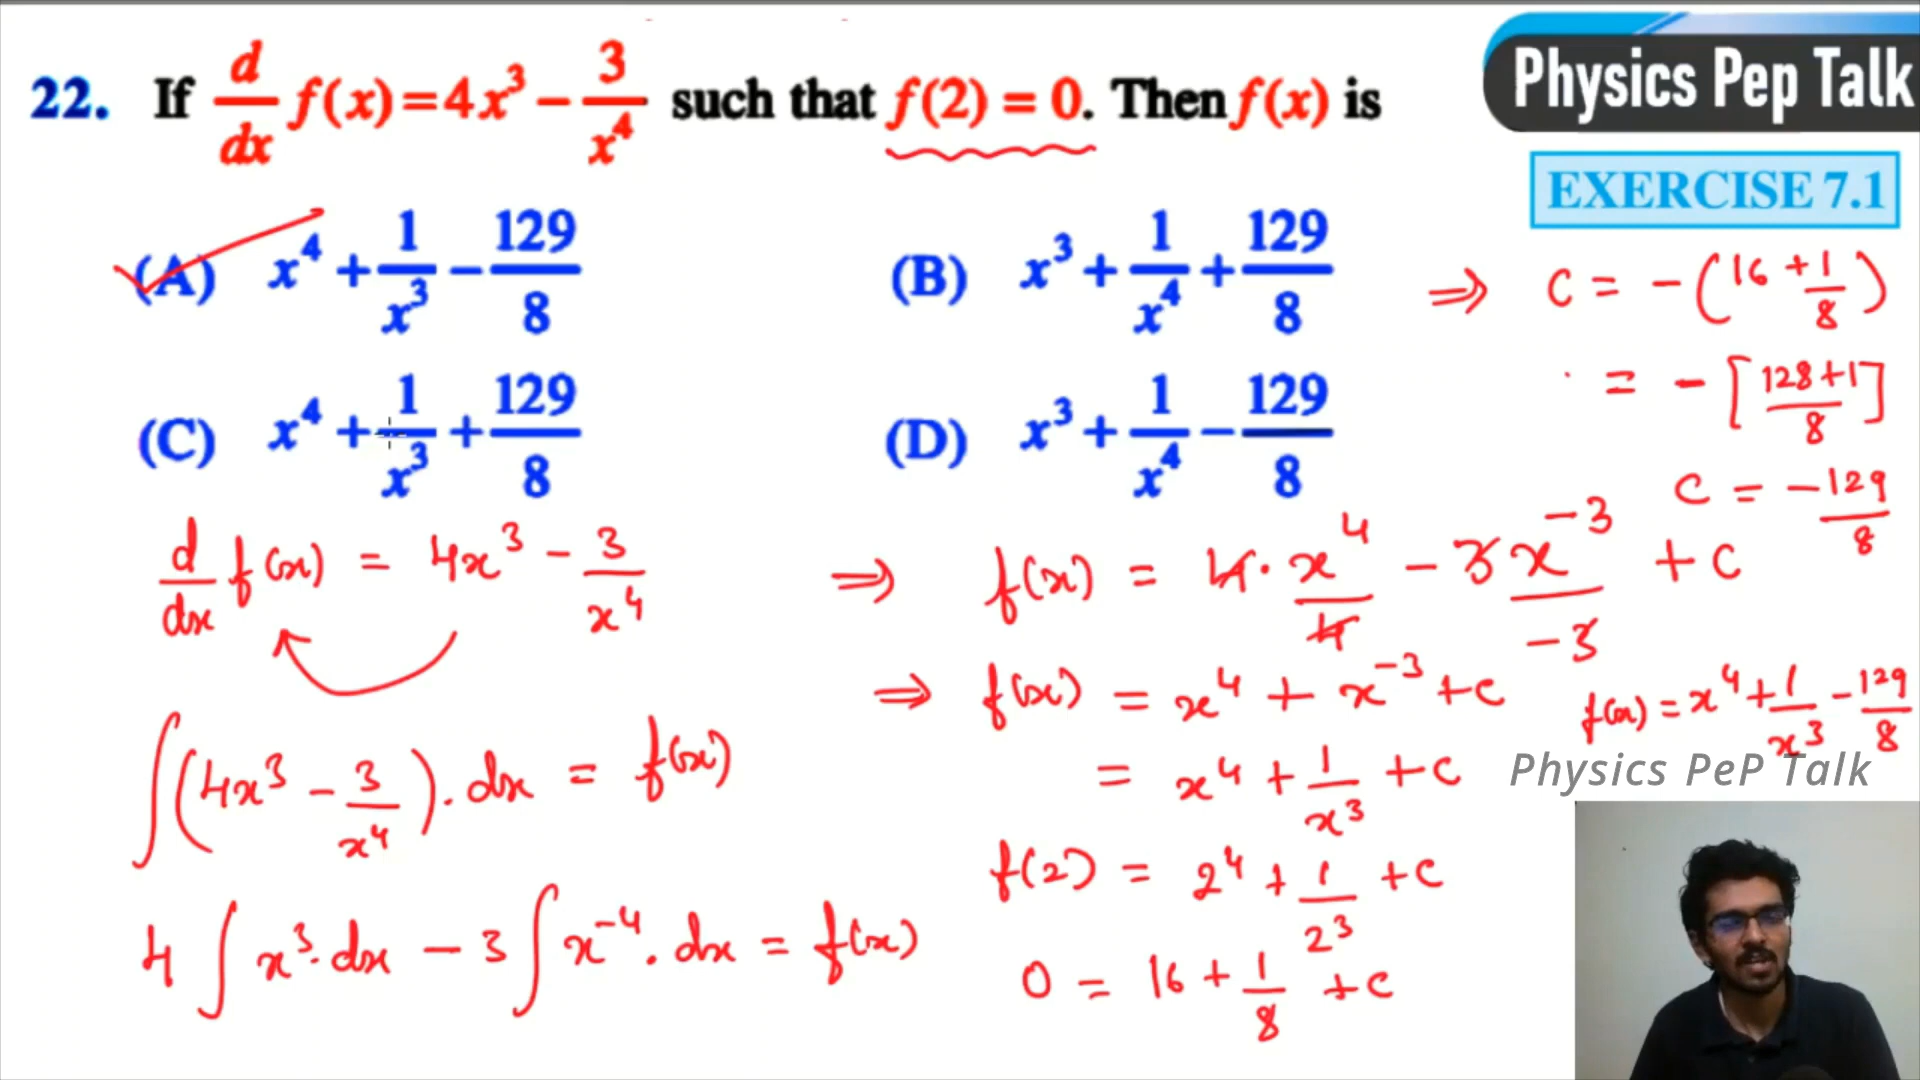 22. If d/dx f(x) = 4x³ − 3/x⁴ such that f(2) = 0. Then f(x) is
Physics Pep Talk
EXERCISE 7.1
(A) x⁴ + 1/x³ − 129/8
(B) x³ + 1/x⁴ + 129/8
(C) x⁴ + 1/x³ + 129/8
(D) x³ + 1/x⁴ − 129/8
d/dx f(x) = 4x³ − 3/x⁴
∫(4x³ − 3/x⁴).dx = f(x)
4∫x³.dx − 3∫x⁻⁴.dx = f(x)
⇒ f(x) = 4.x⁴/4 − 3x⁻³/−3 + c
⇒ f(x) = x⁴ + x⁻³ + c
= x⁴ + 1/x³ + c
f(2) = 2⁴ + 1/2³ + c
0 = 16 + 1/8 + c
⇒ c = −(16 + 1/8)
= −[128+1/8]
c = −129/8
f(x) = x⁴ + 1/x³ − 129/8
Physics PeP Talk